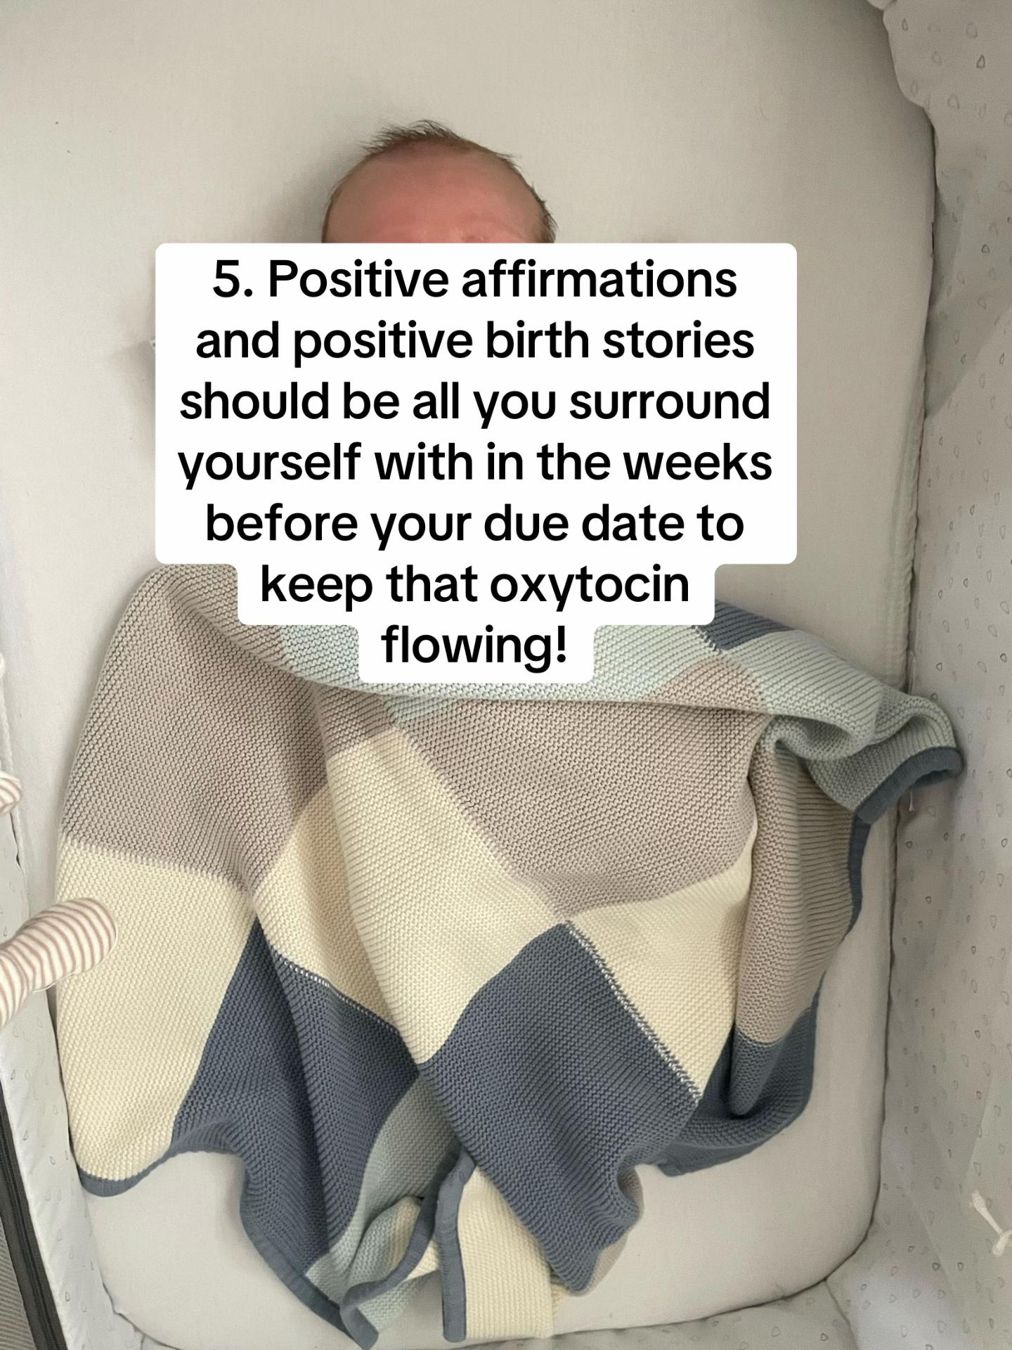 5. Positive affirmations
and positive birth stories
should be all you surround
yourself with in the weeks
before your due date to
keep that oxytocin
flowing!